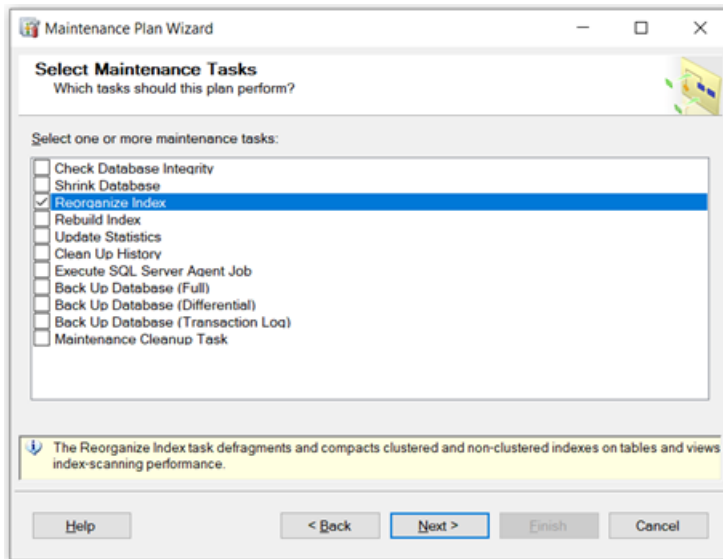 Maintenance Plan Wizard
Select Maintenance Tasks
Which tasks should this plan perform?
Select one or more maintenance tasks:
Check Database Integrity
Shrink Database
Reorganize Index
Rebuild Index
Update Statistics
Clean Up History
Execute SQL Server Agent Job
Back Up Database (Full)
Back Up Database (Differential)
Back Up Database (Transaction Log)
Maintenance Cleanup Task
The Reorganize Index task defragments and compacts clustered and non-clustered indexes on tables and views
index-scanning performance.
Help
< Back
Next >
Finish
Cancel